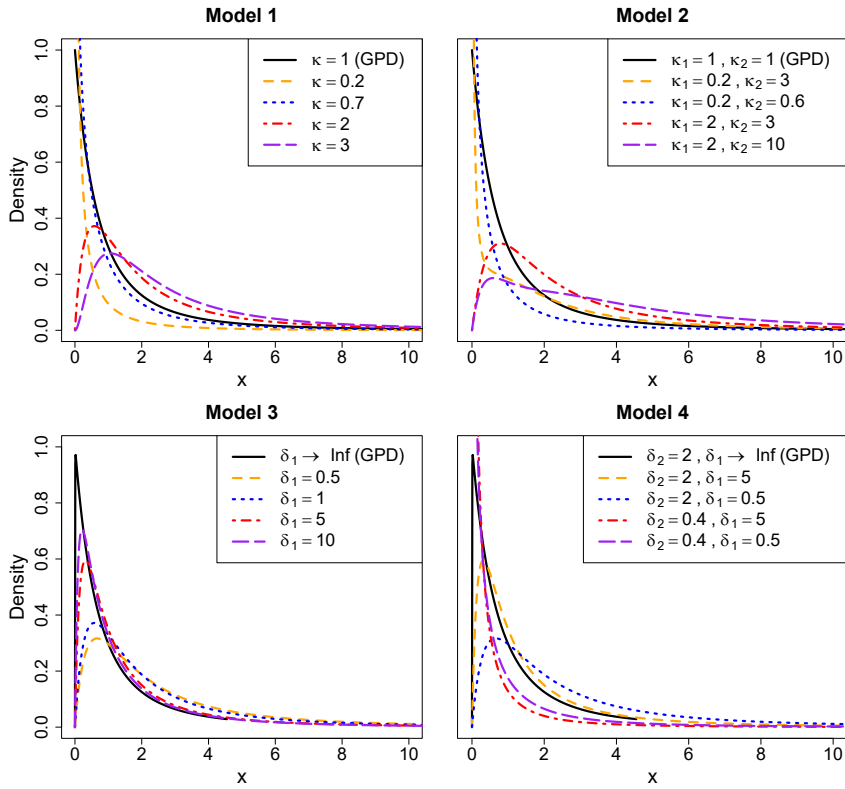 Model 1
Density
1.0
0.8
0.6
0.4
0.2
0.0
κ = 1 (GPD)
κ = 0.2
κ = 0.7
κ = 2
κ = 3
0 2 4 6 8 10
x
Model 2
κ₁ = 1 , κ₂ = 1 (GPD)
κ₁ = 0.2 , κ₂ = 3
κ₁ = 0.2 , κ₂ = 0.6
κ₁ = 2 , κ₂ = 3
κ₁ = 2 , κ₂ = 10
0 2 4 6 8 10
x
Model 3
Density
1.0
0.8
0.6
0.4
0.2
0.0
δ₁ → Inf (GPD)
δ₁ = 0.5
δ₁ = 1
δ₁ = 5
δ₁ = 10
0 2 4 6 8 10
x
Model 4
δ₂ = 2 , δ₁ → Inf (GPD)
δ₂ = 2 , δ₁ = 5
δ₂ = 2 , δ₁ = 0.5
δ₂ = 0.4 , δ₁ = 5
δ₂ = 0.4 , δ₁ = 0.5
0 2 4 6 8 10
x